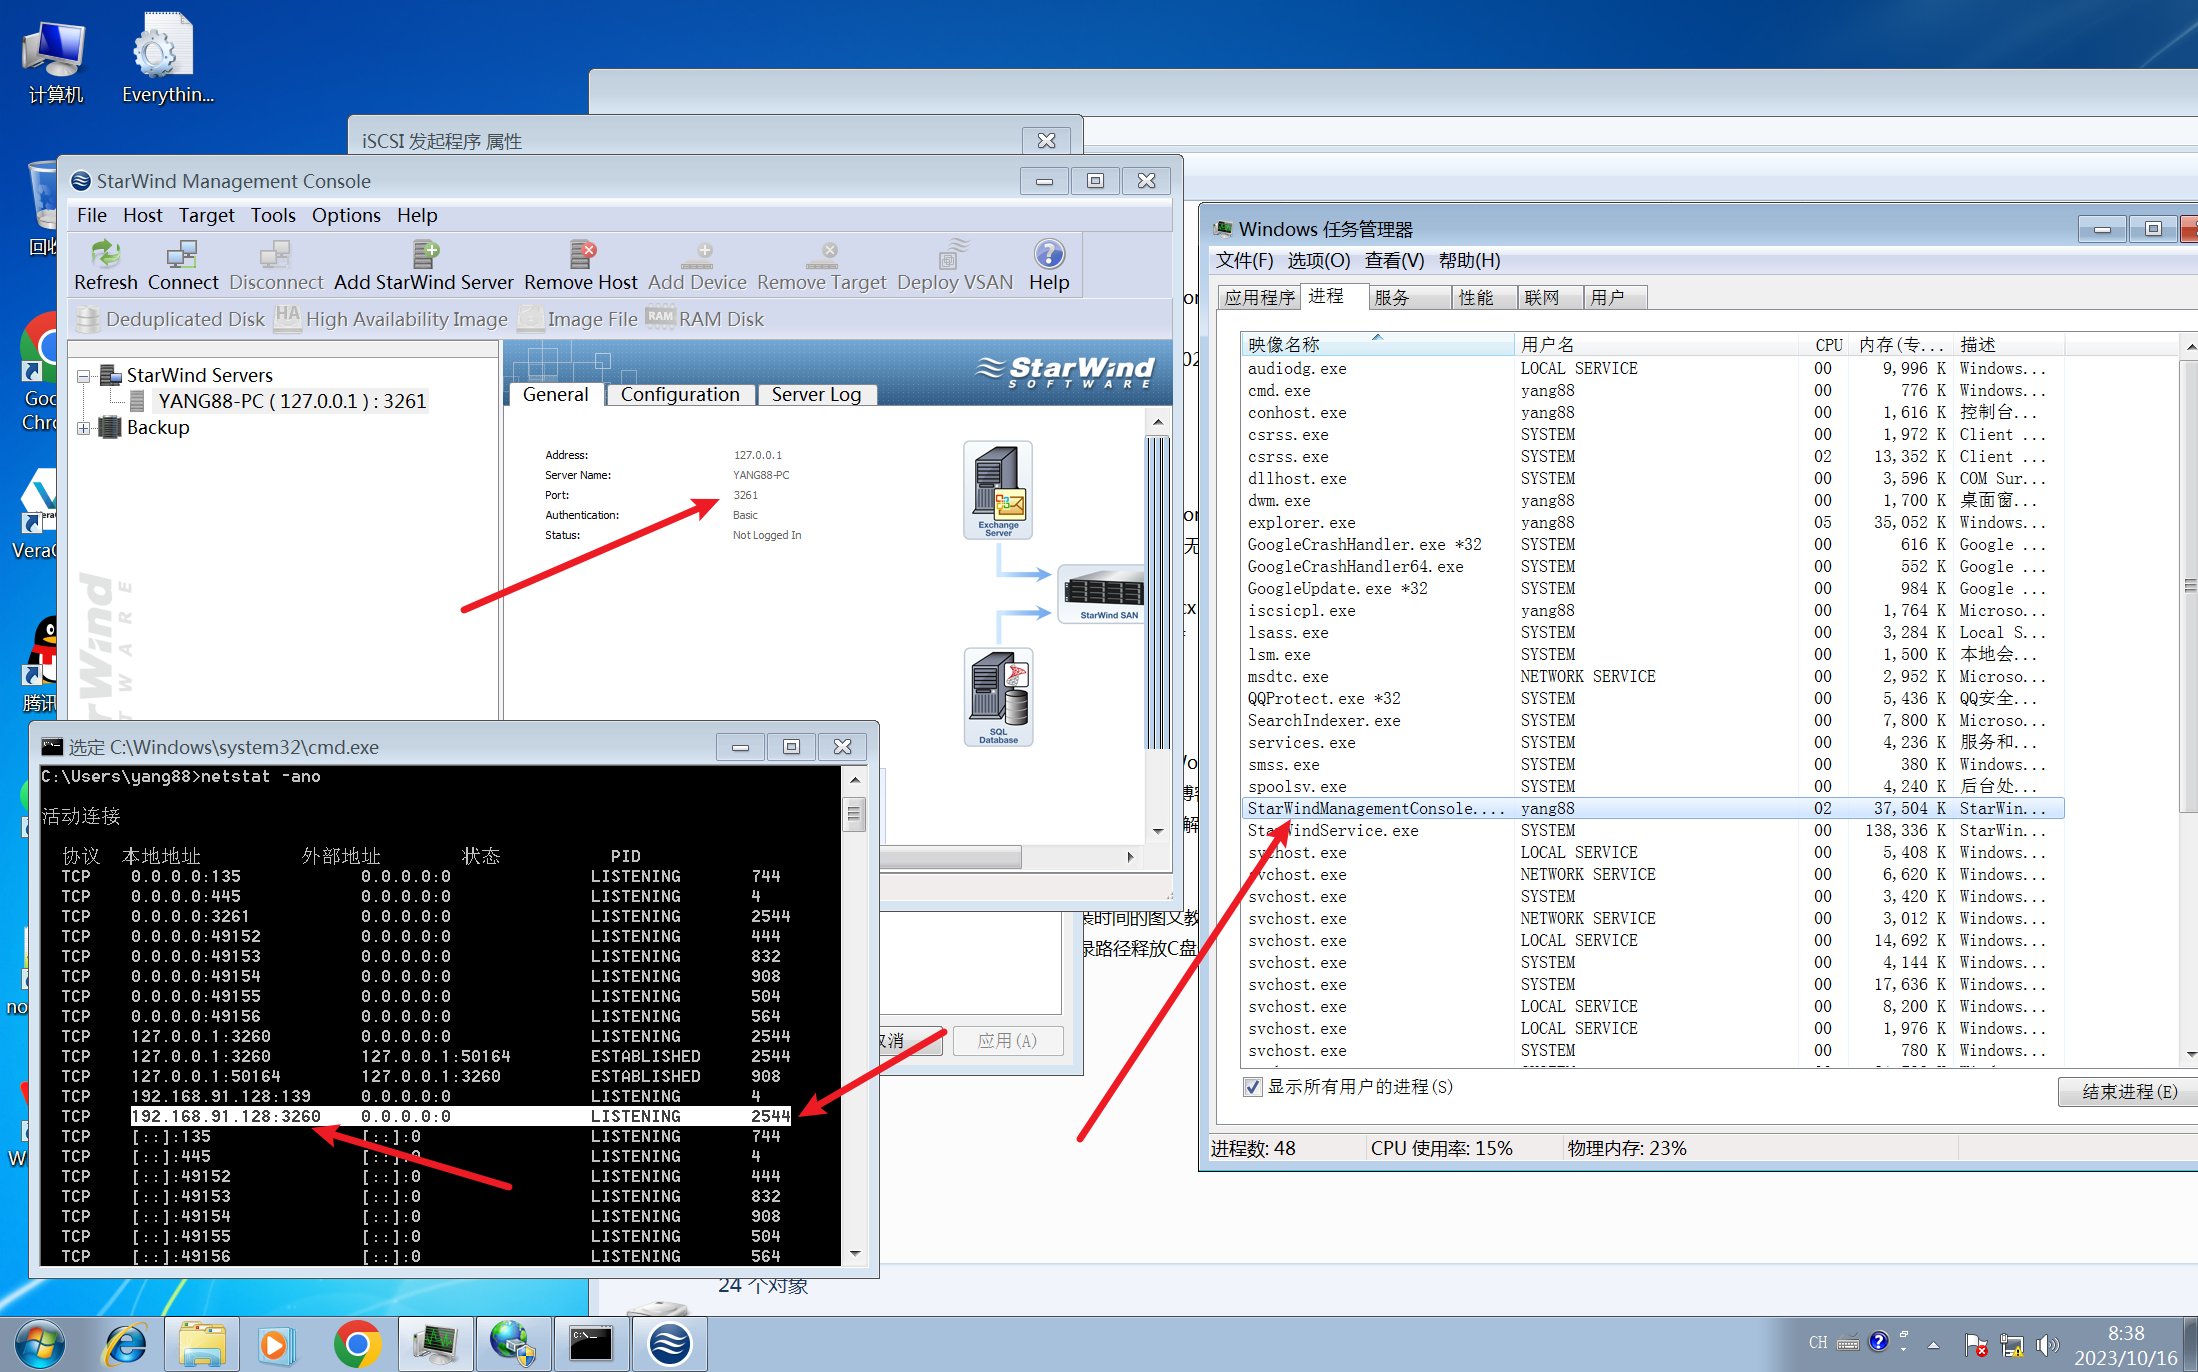 计算机
Everythin...
iSCSI 发起程序 属性
StarWind Management Console
File Host Target Tools Options Help
Refresh Connect Disconnect Add StarWind Server Remove Host Add Device Remove Target Deploy VSAN Help
Deduplicated Disk HA High Availability Image Image File RAM RAM Disk
StarWind Servers
YANG88-PC ( 127.0.0.1 ) : 3261
Backup
StarWind
SOFTWARE
General Configuration Server Log
Address: 127.0.0.1
Server Name: YANG88-PC
Port: 3261
Authentication: Basic
Status: Not Logged In
Exchange
Server
StarWind SAN
SQL
Database
选定 C:\Windows\system32\cmd.exe
C:\Users\yang88>netstat -ano
活动连接
协议 本地地址 外部地址 状态 PID
TCP 0.0.0.0:135 0.0.0.0:0 LISTENING 744
TCP 0.0.0.0:445 0.0.0.0:0 LISTENING 4
TCP 0.0.0.0:3261 0.0.0.0:0 LISTENING 2544
TCP 0.0.0.0:49152 0.0.0.0:0 LISTENING 444
TCP 0.0.0.0:49153 0.0.0.0:0 LISTENING 832
TCP 0.0.0.0:49154 0.0.0.0:0 LISTENING 908
TCP 0.0.0.0:49155 0.0.0.0:0 LISTENING 504
TCP 0.0.0.0:49156 0.0.0.0:0 LISTENING 564
TCP 127.0.0.1:3260 0.0.0.0:0 LISTENING 2544
TCP 127.0.0.1:3260 127.0.0.1:50164 ESTABLISHED 2544
TCP 127.0.0.1:50164 127.0.0.1:3260 ESTABLISHED 908
TCP 192.168.91.128:139 0.0.0.0:0 LISTENING 4
TCP 192.168.91.128:3260 0.0.0.0:0 LISTENING 2544
TCP [::]:135 [::]:0 LISTENING 744
TCP [::]:445 [::]:0 LISTENING 4
TCP [::]:49152 [::]:0 LISTENING 444
TCP [::]:49153 [::]:0 LISTENING 832
TCP [::]:49154 [::]:0 LISTENING 908
TCP [::]:49155 [::]:0 LISTENING 504
TCP [::]:49156 [::]:0 LISTENING 564
应用(A)
时间的图文教
录路径释放C盘
24 个对象
Windows 任务管理器
文件(F) 选项(O) 查看(V) 帮助(H)
应用程序 进程 服务 性能 联网 用户
映像名称 用户名 CPU 内存(专... 描述
audiodg.exe LOCAL SERVICE 00 9,996 K Windows...
cmd.exe yang88 00 776 K Windows...
conhost.exe yang88 00 1,616 K 控制台...
csrss.exe SYSTEM 00 1,972 K Client ...
csrss.exe SYSTEM 02 13,352 K Client ...
dllhost.exe SYSTEM 00 3,596 K COM Sur...
dwm.exe yang88 00 1,700 K 桌面窗...
explorer.exe yang88 05 35,052 K Windows...
GoogleCrashHandler.exe *32 SYSTEM 00 616 K Google ...
GoogleCrashHandler64.exe SYSTEM 00 552 K Google ...
GoogleUpdate.exe *32 SYSTEM 00 984 K Google ...
iscsicpl.exe yang88 00 1,764 K Microso...
lsass.exe SYSTEM 00 3,284 K Local S...
lsm.exe SYSTEM 00 1,500 K 本地会...
msdtc.exe NETWORK SERVICE 00 2,952 K Microso...
QQProtect.exe *32 SYSTEM 00 5,436 K QQ安全...
SearchIndexer.exe SYSTEM 00 7,800 K Microso...
services.exe SYSTEM 00 4,236 K 服务和...
smss.exe SYSTEM 00 380 K Windows...
spoolsv.exe SYSTEM 00 4,240 K 后台处...
StarWindManagementConsole.... yang88 02 37,504 K StarWin...
StarWindService.exe SYSTEM 00 138,336 K StarWin...
svchost.exe LOCAL SERVICE 00 5,408 K Windows...
svchost.exe NETWORK SERVICE 00 6,620 K Windows...
svchost.exe SYSTEM 00 3,420 K Windows...
svchost.exe NETWORK SERVICE 00 3,012 K Windows...
svchost.exe LOCAL SERVICE 00 14,692 K Windows...
svchost.exe SYSTEM 00 4,144 K Windows...
svchost.exe SYSTEM 00 17,636 K Windows...
svchost.exe LOCAL SERVICE 00 8,200 K Windows...
svchost.exe LOCAL SERVICE 00 1,976 K Windows...
svchost.exe SYSTEM 00 780 K Windows...
显示所有用户的进程(S)
结束进程(E)
进程数: 48 CPU 使用率: 15% 物理内存: 23%
CH
8:38
2023/10/16